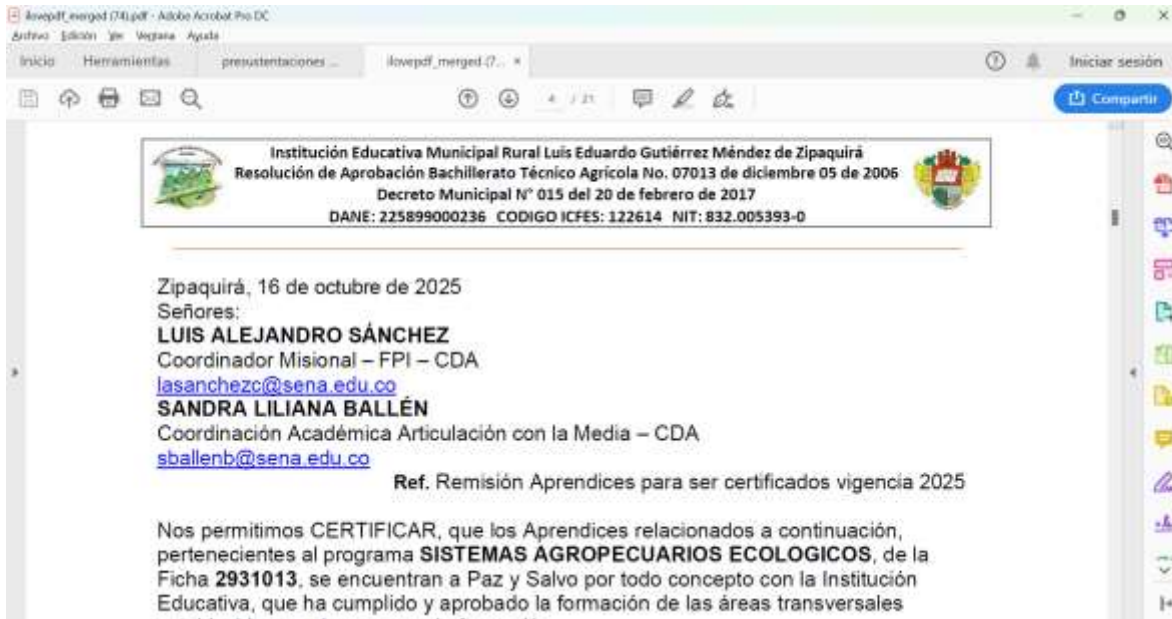 ilovepdf_merged (74).pdf - Adobe Acrobat Pro DC
Archivo Edición Ver Ventana Ayuda
Inicio Herramientas presustentaciones ... ilovepdf_merged (7... ×
Iniciar sesión
4 / 21
Compartir
Institución Educativa Municipal Rural Luis Eduardo Gutiérrez Méndez de Zipaquirá
Resolución de Aprobación Bachillerato Técnico Agrícola No. 07013 de diciembre 05 de 2006
Decreto Municipal N° 015 del 20 de febrero de 2017
DANE: 225899000236 CODIGO ICFES: 122614 NIT: 832.005393-0
Zipaquirá, 16 de octubre de 2025
Señores:
LUIS ALEJANDRO SÁNCHEZ
Coordinador Misional – FPI – CDA
lasanchezc@sena.edu.co
SANDRA LILIANA BALLÉN
Coordinación Académica Articulación con la Media – CDA
sballenb@sena.edu.co
Ref. Remisión Aprendices para ser certificados vigencia 2025
Nos permitimos CERTIFICAR, que los Aprendices relacionados a continuación,
pertenecientes al programa SISTEMAS AGROPECUARIOS ECOLOGICOS, de la
Ficha 2931013, se encuentran a Paz y Salvo por todo concepto con la Institución
Educativa, que ha cumplido y aprobado la formación de las áreas transversales